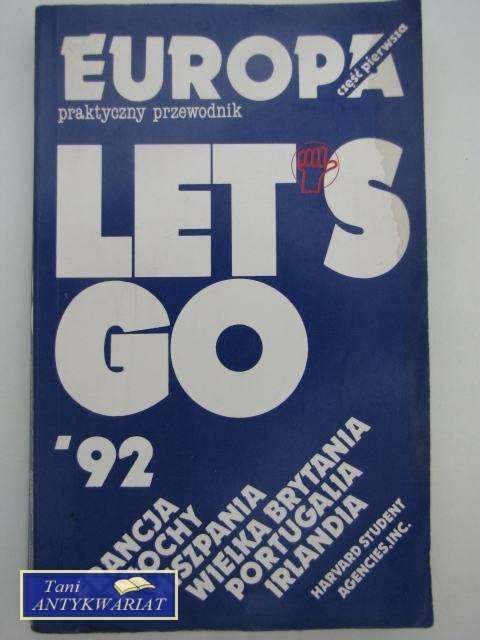 EUROPA
część pierwsza
praktyczny przewodnik
LET'S
GO
'92
RANCJA
OCHY
SZPANIA
WIELKA BRYTANIA
PORTUGALIA
IRLANDIA
HARVARD STUDENT
AGENCIES, INC.
Tani
ANTYKWARIAT